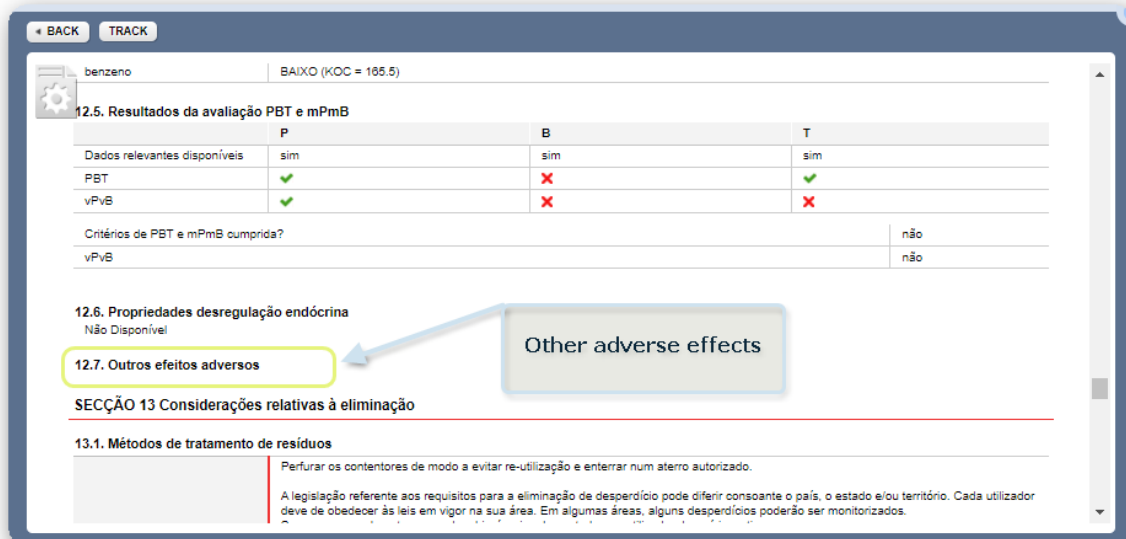 BACK
TRACK
benzeno BAIXO (KOC = 165.5)
12.5. Resultados da avaliação PBT e mPmB
P B T
Dados relevantes disponíveis sim sim sim
PBT
vPvB
Critérios de PBT e mPmB cumprida? não
vPvB não
12.6. Propriedades desregulação endócrina
Não Disponível
Other adverse effects
12.7. Outros efeitos adversos
SECÇÃO 13 Considerações relativas à eliminação
13.1. Métodos de tratamento de resíduos
Perfurar os contentores de modo a evitar re-utilização e enterrar num aterro autorizado.
A legislação referente aos requisitos para a eliminação de desperdício pode diferir consoante o país, o estado e/ou território. Cada utilizador
deve de obedecer às leis em vigor na sua área. Em algumas áreas, alguns desperdícios poderão ser monitorizados.